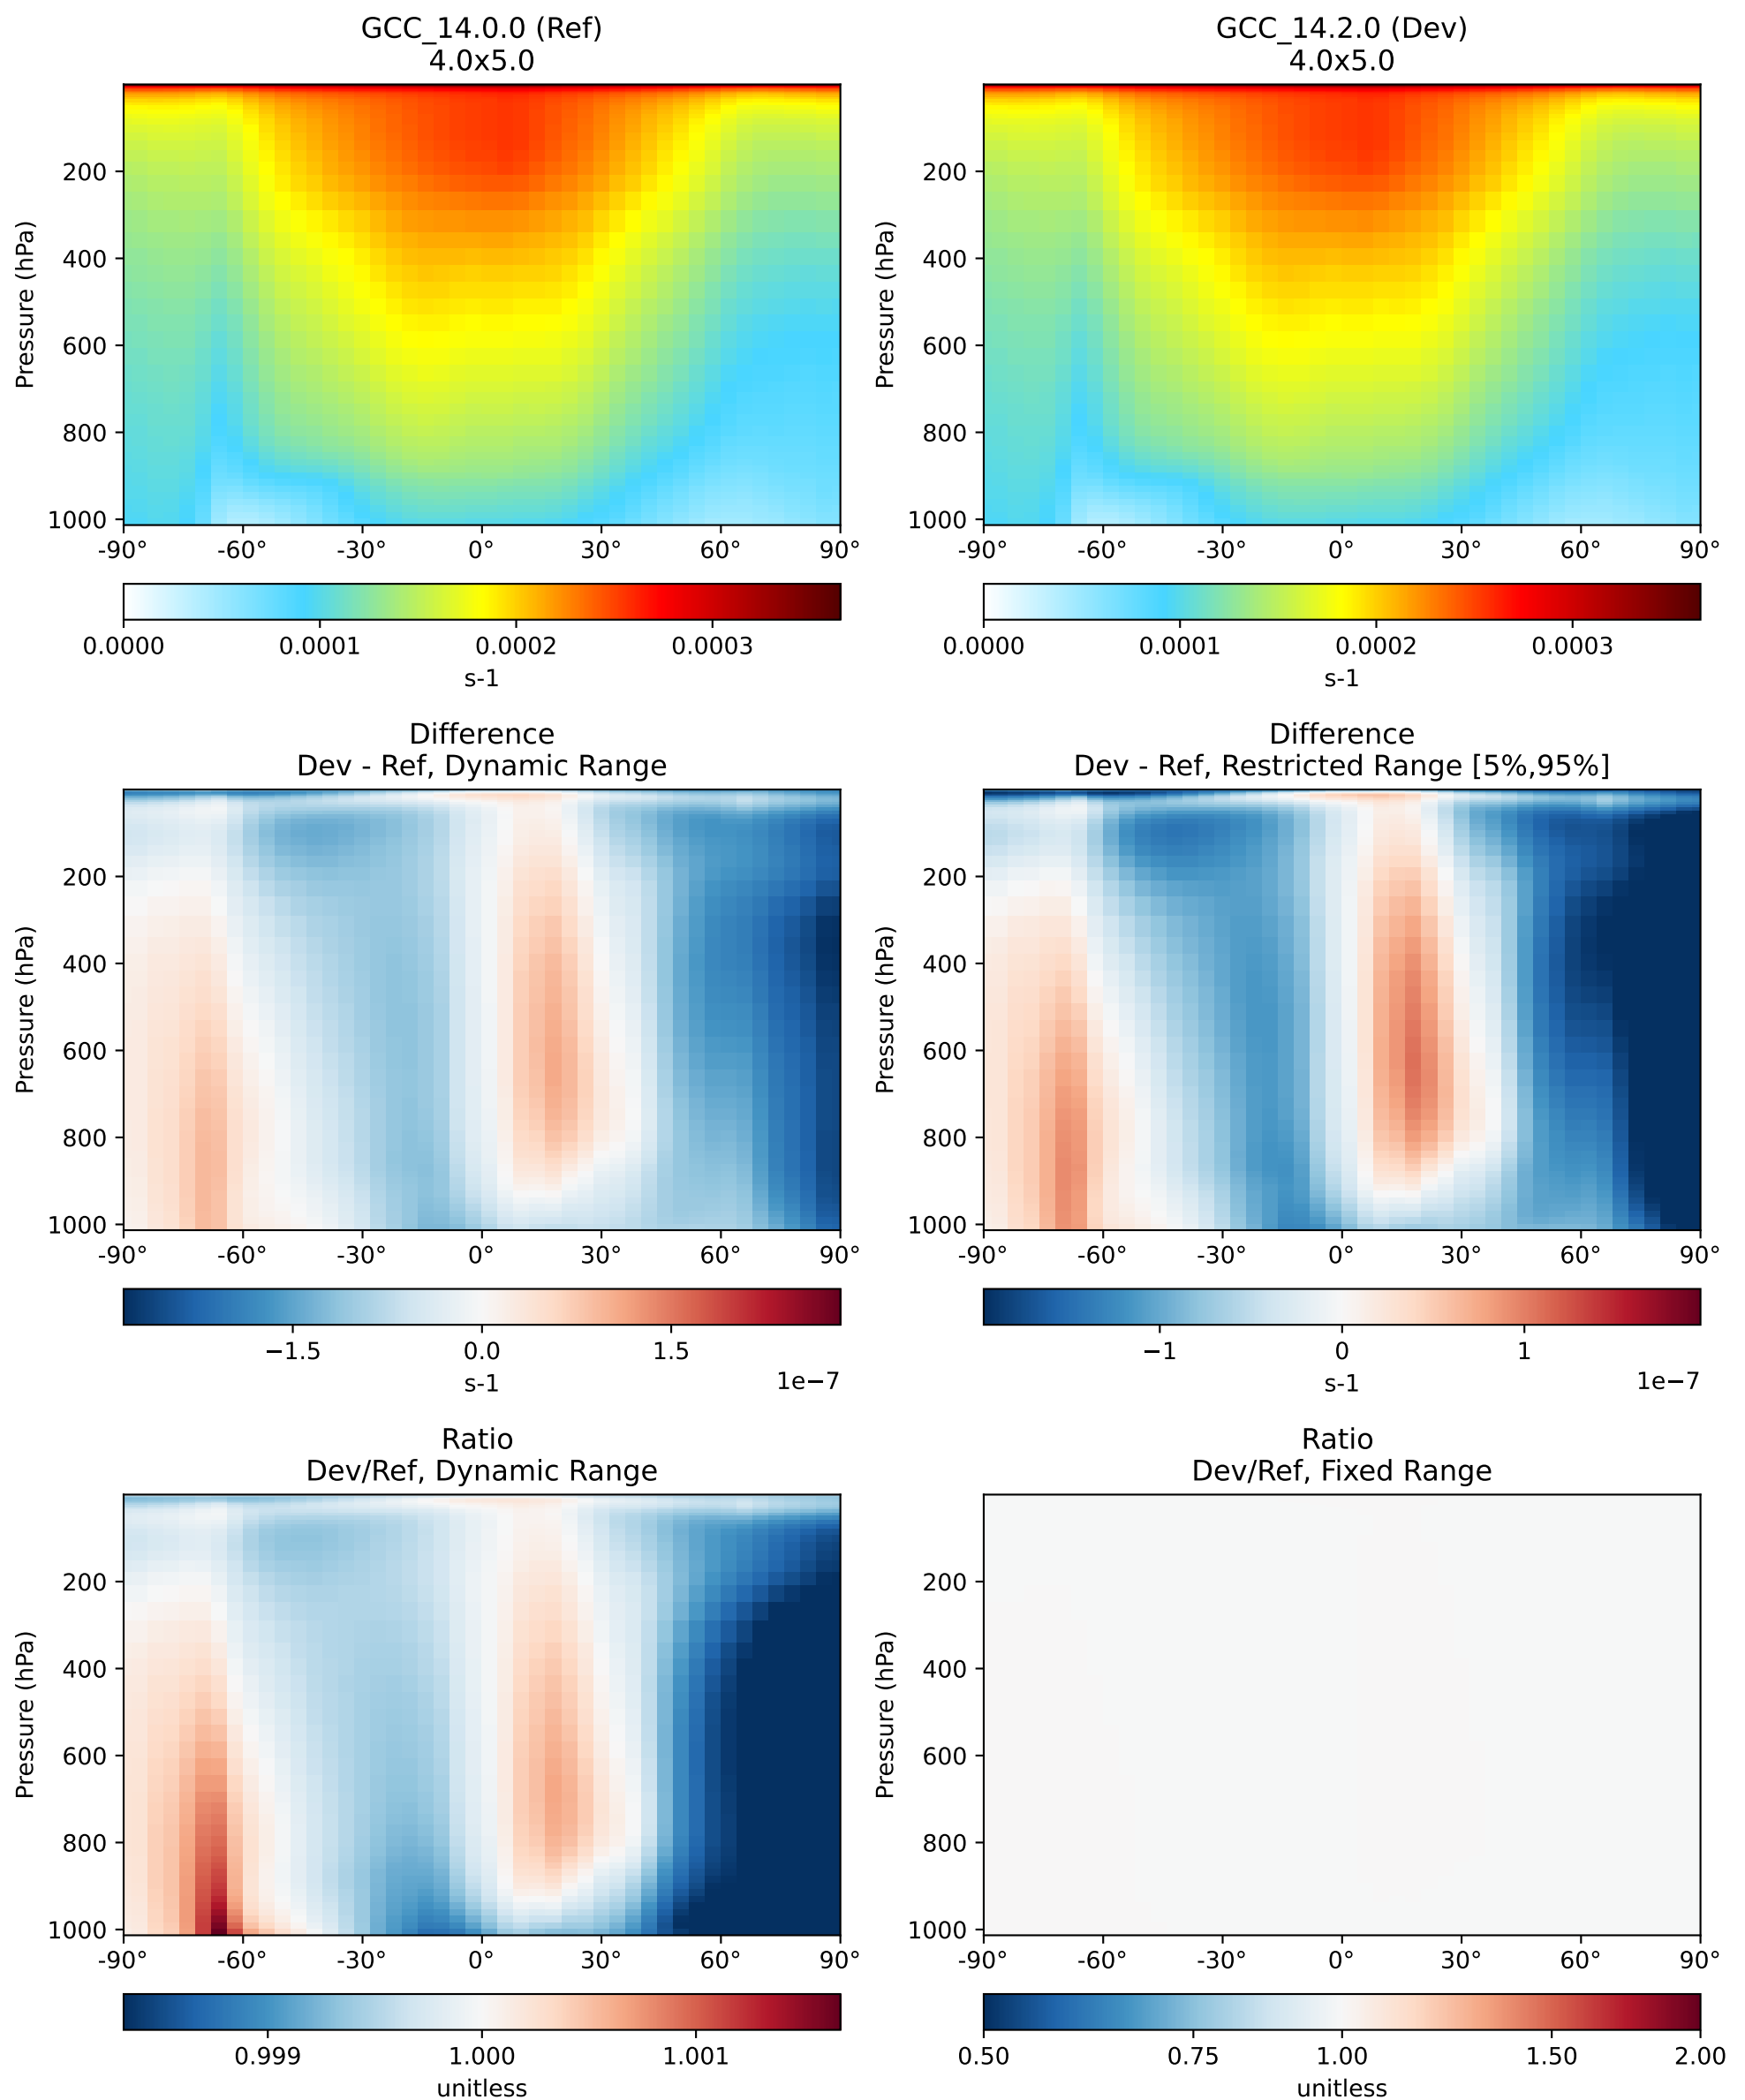 GCC_14.0.0 (Ref)
4.0x5.0
Pressure (hPa)
200
400
600
800
1000
-90° -60° -30° 0° 30° 60° 90°
0.0000 0.0001 0.0002 0.0003
s-1
GCC_14.2.0 (Dev)
4.0x5.0
Pressure (hPa)
200
400
600
800
1000
-90° -60° -30° 0° 30° 60° 90°
0.0000 0.0001 0.0002 0.0003
s-1
Difference
Dev - Ref, Dynamic Range
Pressure (hPa)
200
400
600
800
1000
-90° -60° -30° 0° 30° 60° 90°
−1.5 0.0 1.5
s-1
1e−7
Difference
Dev - Ref, Restricted Range [5%,95%]
Pressure (hPa)
200
400
600
800
1000
-90° -60° -30° 0° 30° 60° 90°
−1 0 1
s-1
1e−7
Ratio
Dev/Ref, Dynamic Range
Pressure (hPa)
200
400
600
800
1000
-90° -60° -30° 0° 30° 60° 90°
0.999 1.000 1.001
unitless
Ratio
Dev/Ref, Fixed Range
Pressure (hPa)
200
400
600
800
1000
-90° -60° -30° 0° 30° 60° 90°
0.50 0.75 1.00 1.50 2.00
unitless